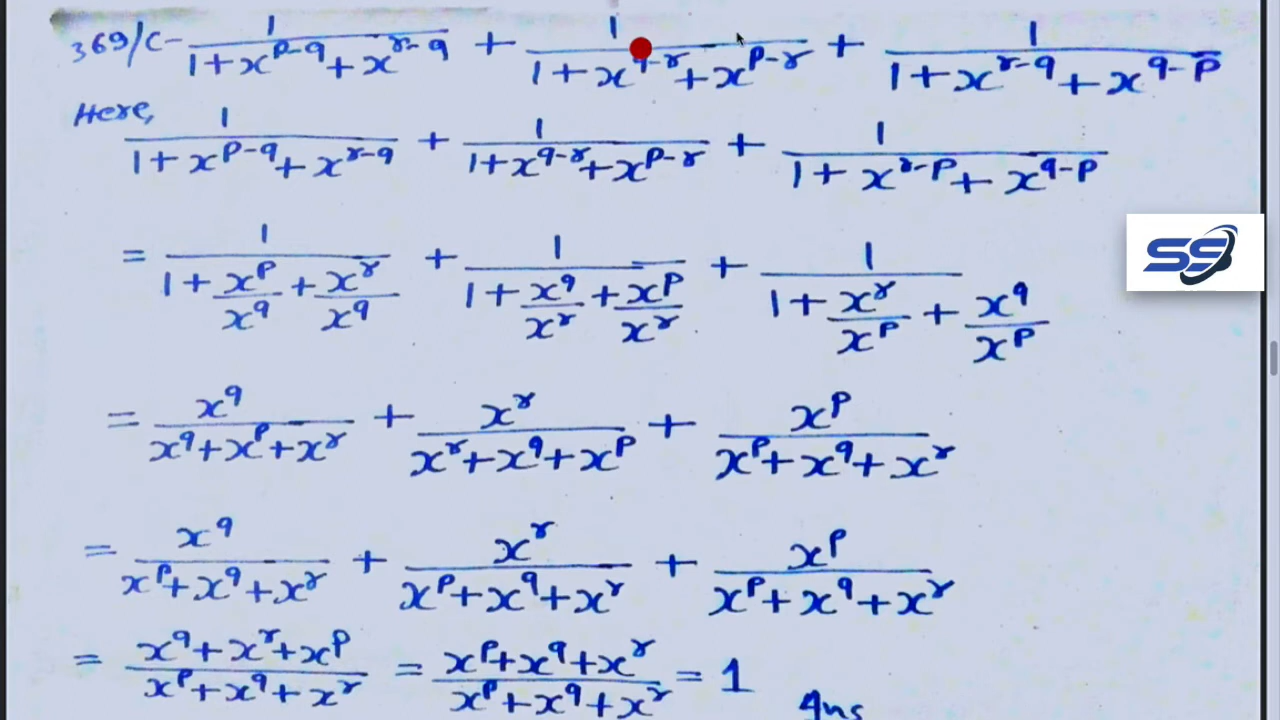 369/C- 1/(1+x^(p-q)+x^(r-q)) + 1/(1+x^(q-r)+x^(p-r)) + 1/(1+x^(r-q)+x^(q-p))
Here,
1/(1+x^(p-q)+x^(r-q)) + 1/(1+x^(q-r)+x^(p-r)) + 1/(1+x^(r-p)+x^(q-p))
= 1/(1+x^p/x^q+x^r/x^q) + 1/(1+x^q/x^r+x^p/x^r) + 1/(1+x^r/x^p+x^q/x^p)
SS
= x^q/(x^q+x^p+x^r) + x^r/(x^r+x^q+x^p) + x^p/(x^p+x^q+x^r)
= x^q/(x^p+x^q+x^r) + x^r/(x^p+x^q+x^r) + x^p/(x^p+x^q+x^r)
= (x^q+x^r+x^p)/(x^p+x^q+x^r) = (x^p+x^q+x^r)/(x^p+x^q+x^r) = 1 Ans